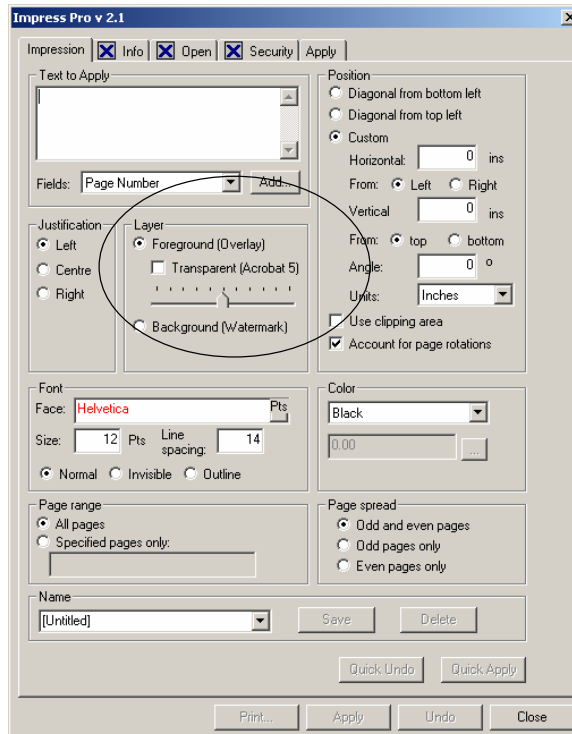 Impress Pro v 2.1
Impression Info Open Security Apply
Text to Apply
Fields: Page Number Add...
Justification
Left
Centre
Right
Layer
Foreground (Overlay)
Transparent (Acrobat 5)
Background (Watermark)
Position
Diagonal from bottom left
Diagonal from top left
Custom
Horizontal: 0 ins
From: Left Right
Vertical 0 ins
From: top bottom
Angle: 0 o
Units: Inches
Use clipping area
Account for page rotations
Font
Face: Helvetica Pts
Size: 12 Pts Line spacing: 14
Normal Invisible Outline
Color
Black
0.00 ...
Page range
All pages
Specified pages only:
Page spread
Odd and even pages
Odd pages only
Even pages only
Name
[Untitled] Save Delete
Quick Undo Quick Apply
Print... Apply Undo Close